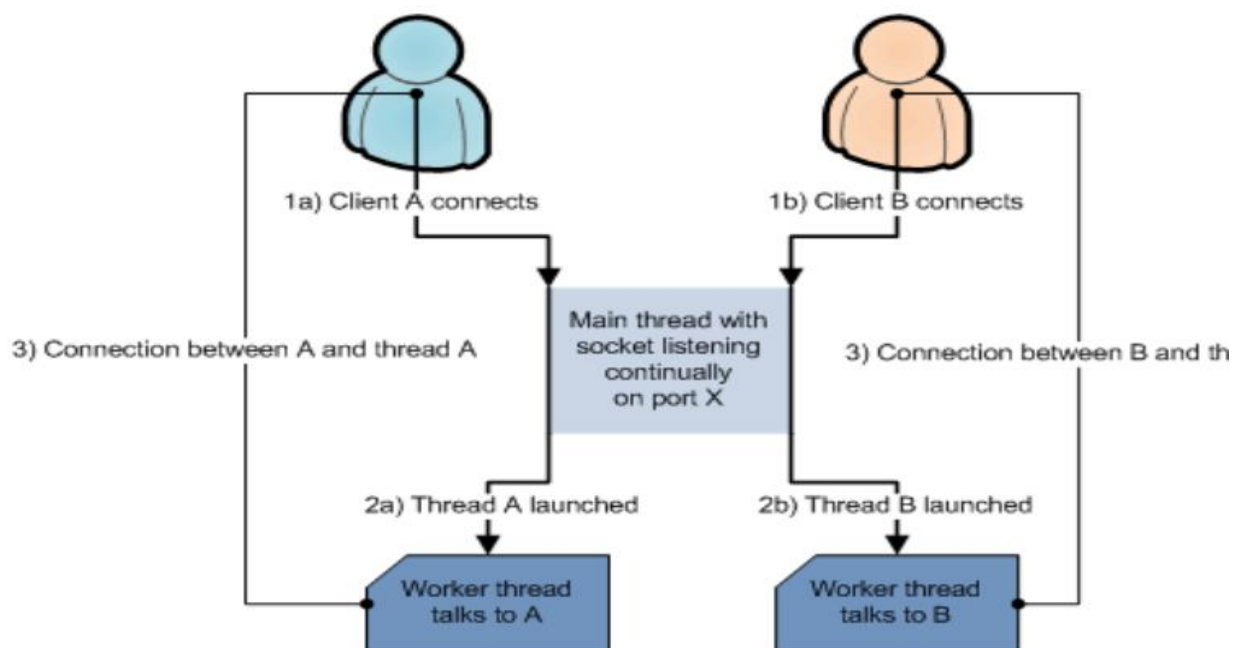 1a) Client A connects
1b) Client B connects
Main thread with
socket listening
continually
on port X
3) Connection between A and thread A
3) Connection between B and th
2a) Thread A launched
2b) Thread B launched
Worker thread
talks to A
Worker thread
talks to B